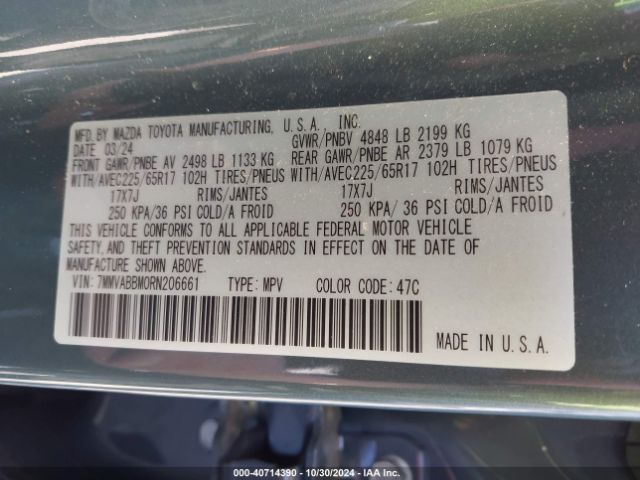 MFD. BY MAZDA TOYOTA MANUFACTURING, U.S.A., INC.
DATE 03/24 GVWR/PNBV 4848 LB 2199 KG
FRONT GAWR/PNBE AV 2498 LB 1133 KG REAR GAWR/PNBE AR 2379 LB 1079 KG
WITH/AVEC225/65R17 102H TIRES/PNEUS WITH/AVEC225/65R17 102H TIRES/PNEUS
17X7J RIMS/JANTES 17X7J RIMS/JANTES
250 KPA/36 PSI COLD/A FROID 250 KPA/ 36 PSI COLD/A FROID
THIS VEHICLE CONFORMS TO ALL APPLICABLE FEDERAL MOTOR VEHICLE
SAFETY, AND THEFT PREVENTION STANDARDS IN EFFECT ON THE DATE OF
MANUFACTURE SHOWN ABOVE.
VIN: 7MMVABBM0RN206661 TYPE: MPV COLOR CODE: 47C
MADE IN U.S.A.
000-40714390 - 10/30/2024 - IAA Inc.